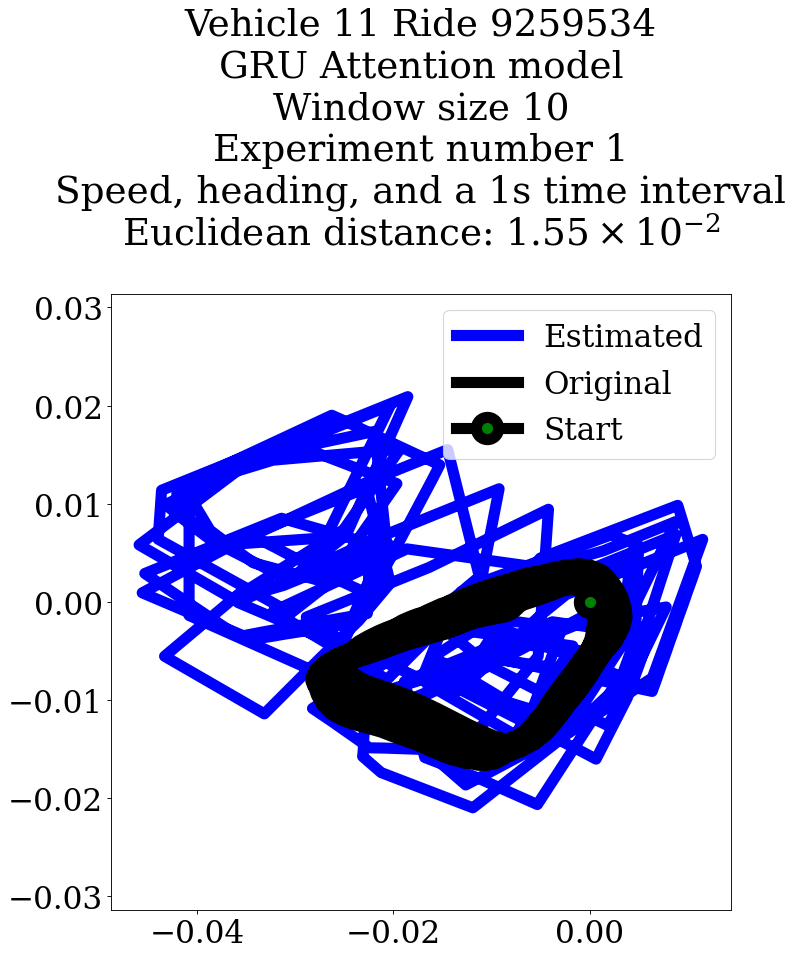 Vehicle 11 Ride 9259534
GRU Attention model
Window size 10
Experiment number 1
Speed, heading, and a 1s time interval
Euclidean distance: 1.55 × 10⁻²
0.03
Estimated
0.02
Original
Start
0.01
0.00
−0.01
−0.02
−0.03
−0.04 −0.02 0.00